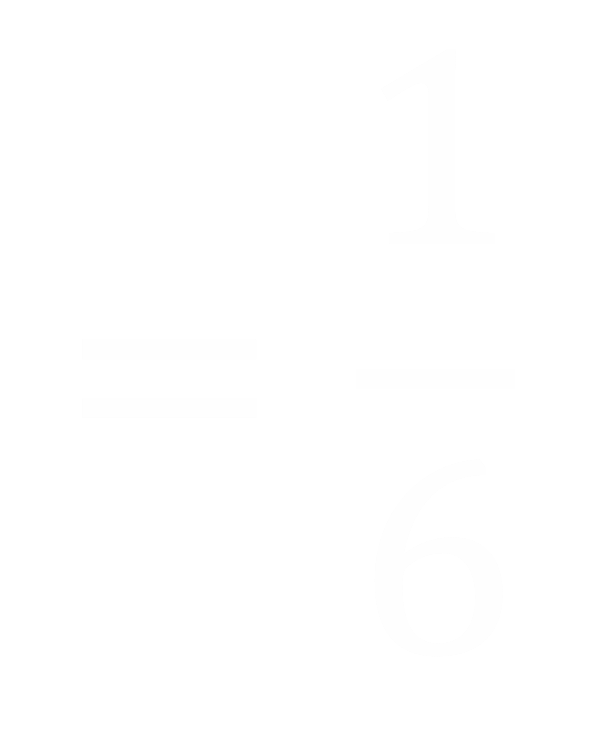 = 1/6